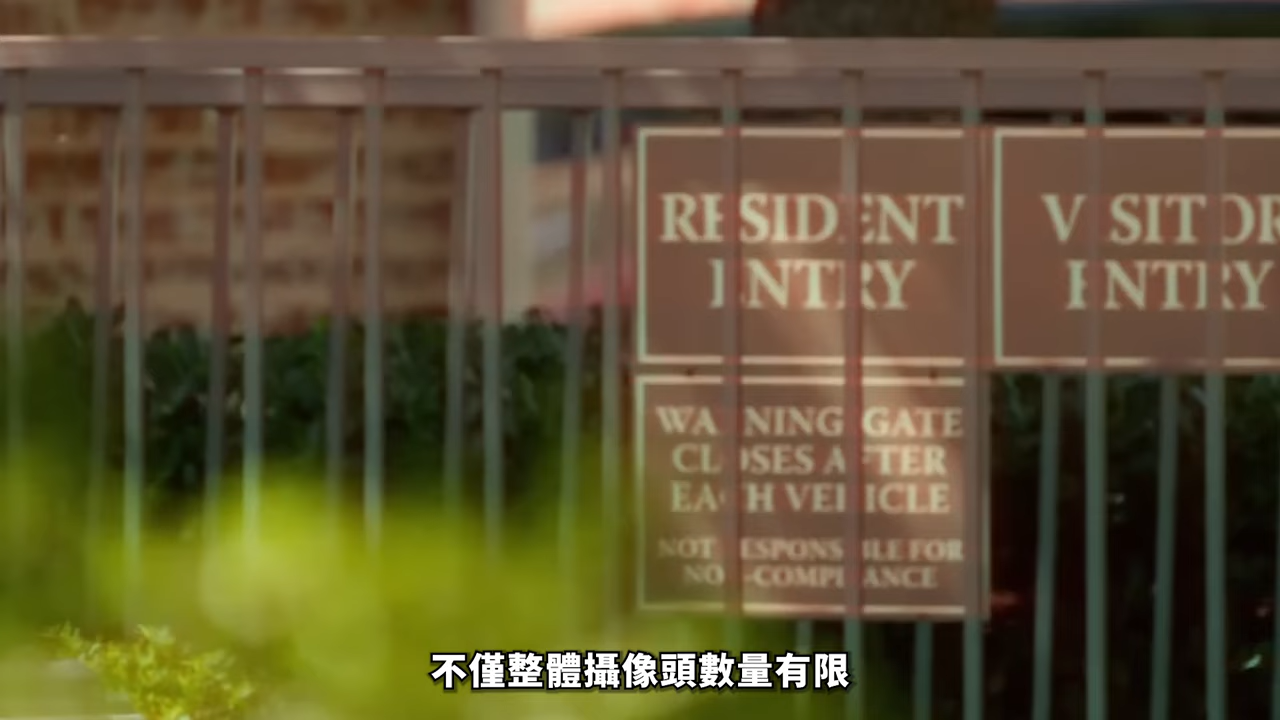 RESIDENT
ENTRY
VISITOR
ENTRY
WARNING GATE
CLOSES AFTER
EACH VEHICLE
NOT RESPONSIBLE FOR
NON-COMPLIANCE
不僅整體攝像頭數量有限